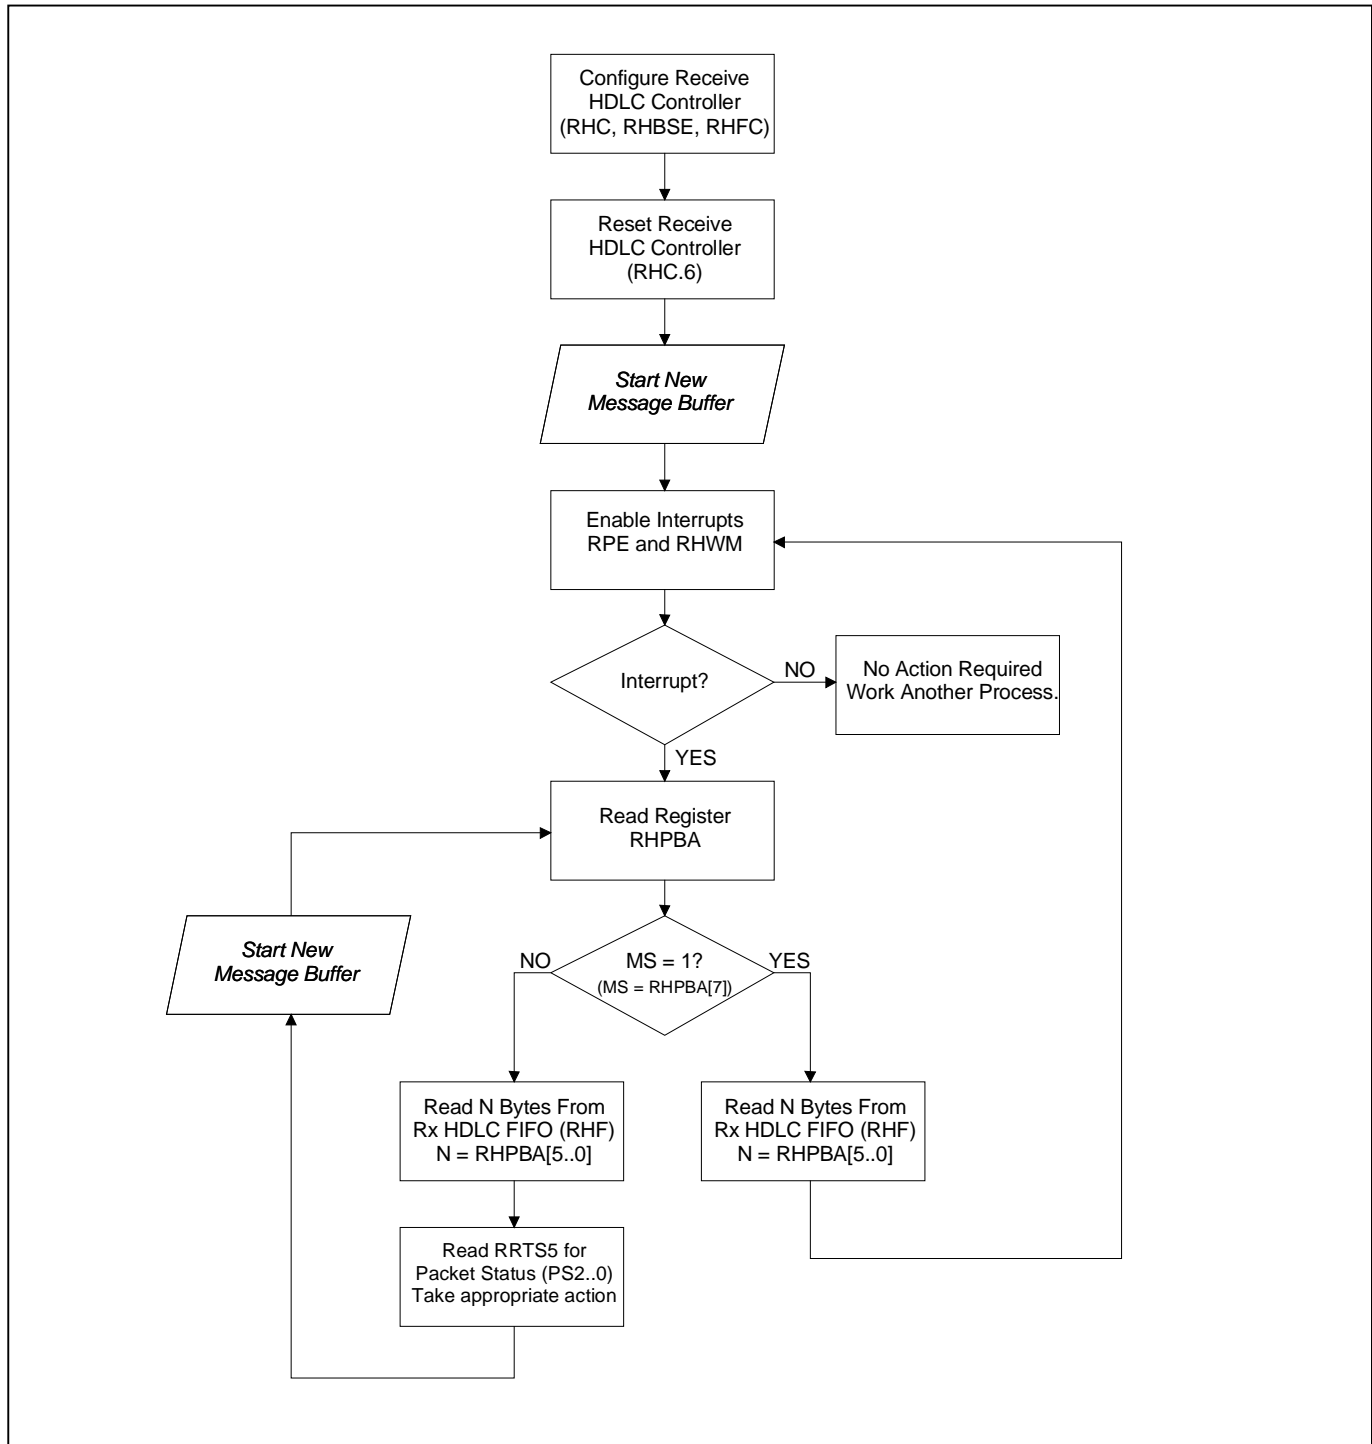 Configure Receive
HDLC Controller
(RHC, RHBSE, RHFC)
Reset Receive
HDLC Controller
(RHC.6)
Start New
Message Buffer
Enable Interrupts
RPE and RHWM
Interrupt?
NO
No Action Required
Work Another Process.
YES
Read Register
RHPBA
Start New
Message Buffer
NO
MS = 1?
(MS = RHPBA[7])
YES
Read N Bytes From
Rx HDLC FIFO (RHF)
N = RHPBA[5..0]
Read N Bytes From
Rx HDLC FIFO (RHF)
N = RHPBA[5..0]
Read RRTS5 for
Packet Status (PS2..0)
Take appropriate action